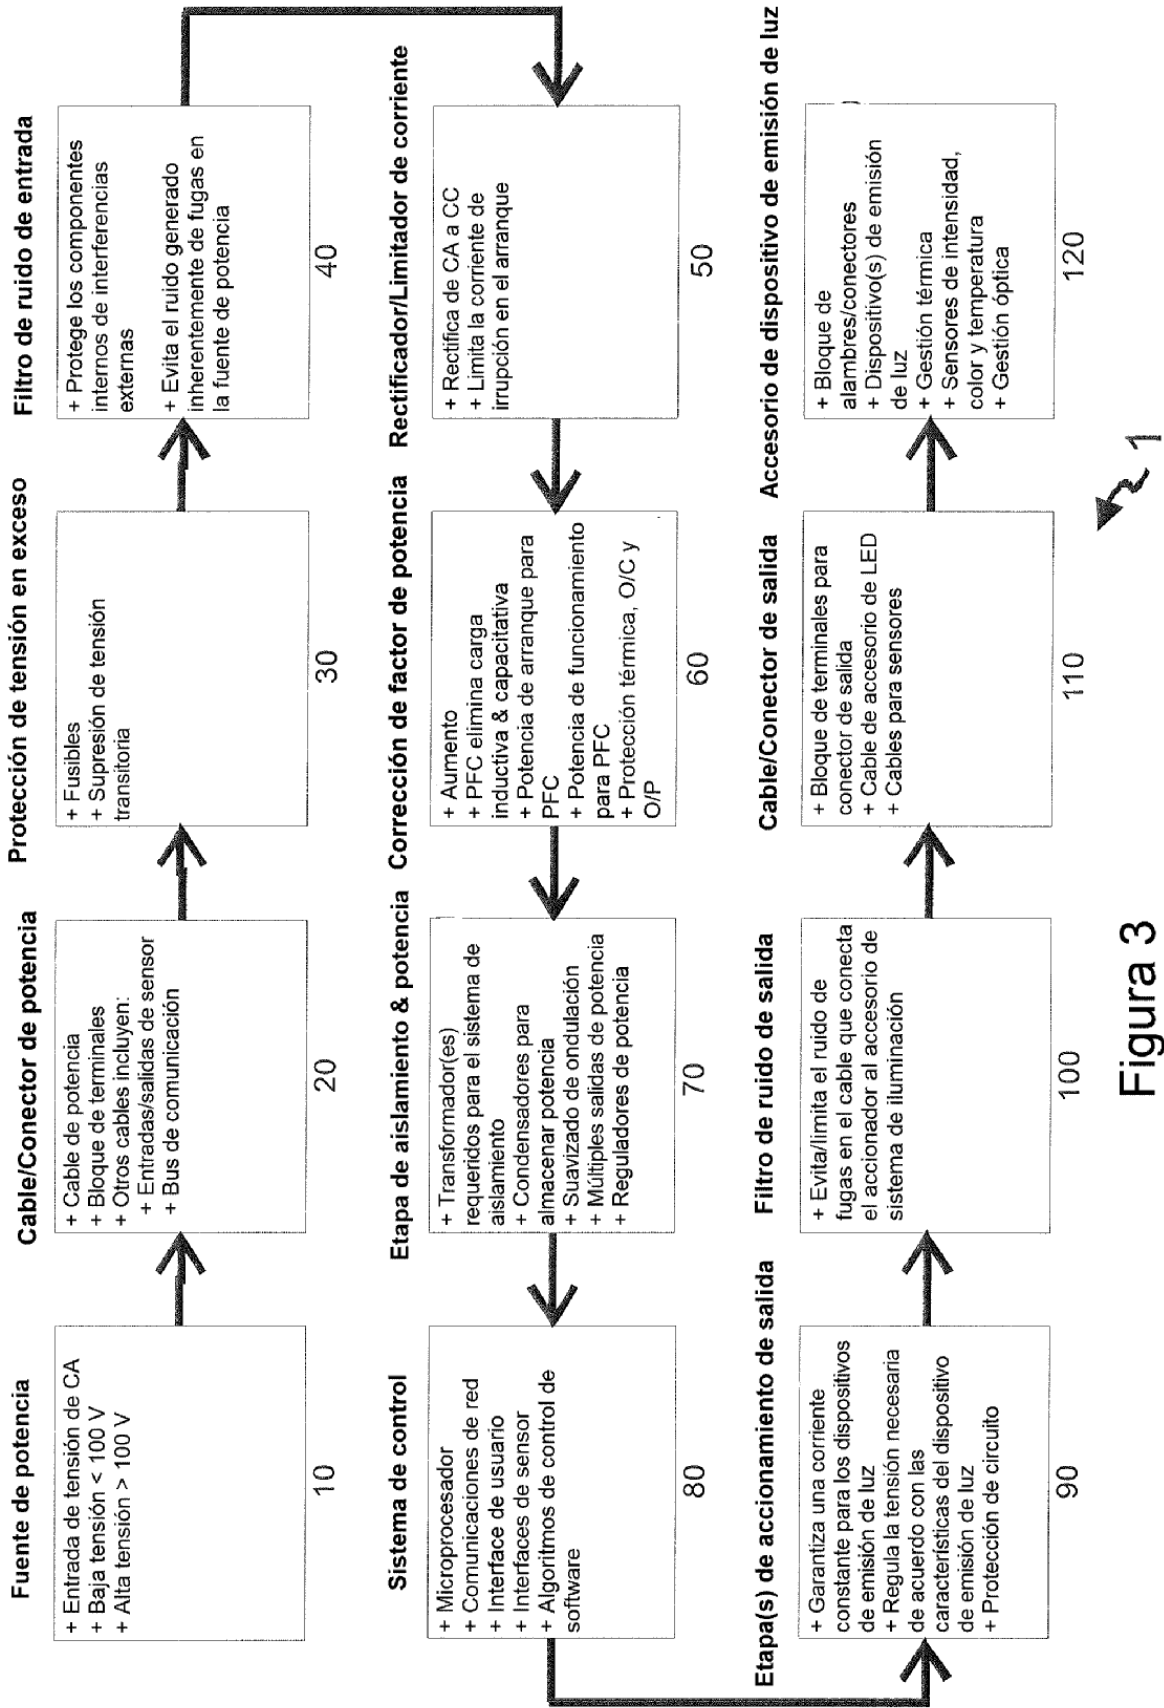 Fuente de potencia
+ Entrada de tensión de CA
+ Baja tensión < 100 V
+ Alta tensión > 100 V
10
Cable/Conector de potencia
+ Cable de potencia
+ Bloque de terminales
+ Otros cables incluyen:
+ Entradas/salidas de sensor
+ Bus de comunicación
20
Protección de tensión en exceso
+ Fusibles
+ Supresión de tensión
transitoria
30
Filtro de ruido de entrada
+ Protege los componentes
internos de interferencias
externas
+ Evita el ruido generado
inherentemente de fugas en
la fuente de potencia
40
Rectificador/Limitador de corriente
+ Rectifica de CA a CC
+ Limita la corriente de
irrupción en el arranque
50
Corrección de factor de potencia
+ Aumento
+ PFC elimina carga
inductiva & capacitativa
+ Potencia de arranque para
PFC
+ Potencia de funcionamiento
para PFC
+ Protección térmica, O/C y
O/P
60
Etapa de aislamiento & potencia
+ Transformador(es)
requeridos para el sistema de
aislamiento
+ Condensadores para
almacenar potencia
+ Suavizado de ondulación
+ Múltiples salidas de potencia
+ Reguladores de potencia
70
Sistema de control
+ Microprocesador
+ Comunicaciones de red
+ Interface de usuario
+ Interfaces de sensor
+ Algoritmos de control de
software
80
Etapa(s) de accionamiento de salida
+ Garantiza una corriente
constante para los dispositivos
de emisión de luz
+ Regula la tensión necesaria
de acuerdo con las
características del dispositivo
de emisión de luz
+ Protección de circuito
90
Filtro de ruido de salida
+ Evita/limita el ruido de
fugas en el cable que conecta
el accionador al accesorio de
sistema de iluminación
100
Cable/Conector de salida
+ Bloque de terminales para
conector de salida
+ Cable de accesorio de LED
+ Cables para sensores
110
Accesorio de dispositivo de emisión de luz
+ Bloque de
alambres/conectores
+ Dispositivo(s) de emisión
de luz
+ Gestión térmica
+ Sensores de intensidad,
color y temperatura
+ Gestión óptica
120
1
Figura 3